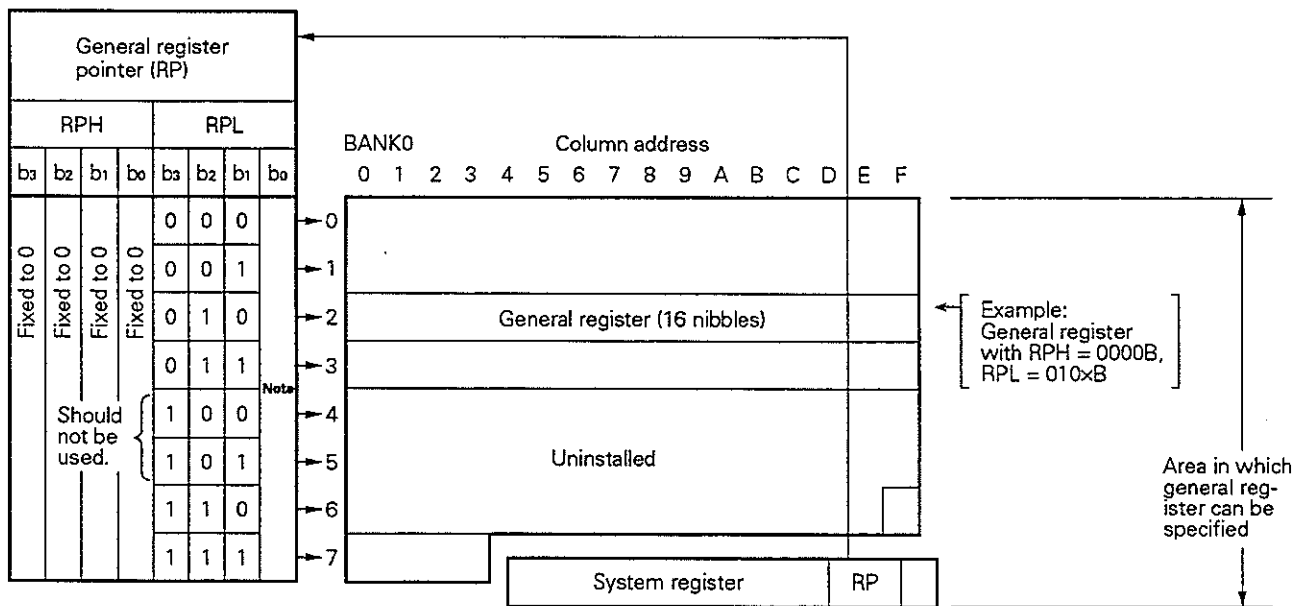 General register
pointer (RP)
RPH RPL
b3 b2 b1 b0 b3 b2 b1 b0
Fixed to 0 Fixed to 0 Fixed to 0 Fixed to 0
BANK0 Column address
0 1 2 3 4 5 6 7 8 9 A B C D E F
0 0 0 0
0 0 1 1
0 1 0 2 General register (16 nibbles)
0 1 1 3
Note
1 0 0 4
1 0 1 5 Uninstalled
1 1 0 6
1 1 1 7
Should
not be
used.
System register RP
Example:
General register
with RPH = 0000B,
RPL = 010×B
Area in which
general reg-
ister can be
specified